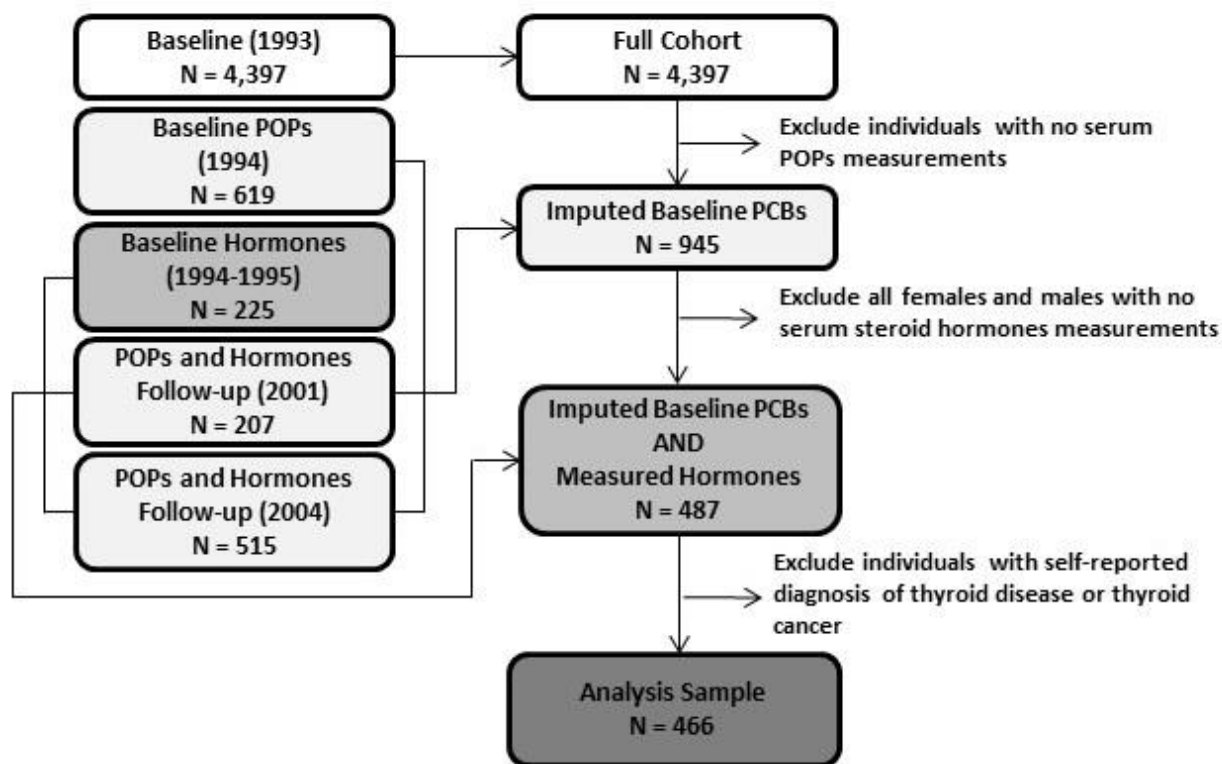 Baseline (1993)
N = 4,397
Full Cohort
N = 4,397
Baseline POPs
(1994)
N = 619
Exclude individuals with no serum
POPs measurements
Imputed Baseline PCBs
N = 945
Baseline Hormones
(1994-1995)
N = 225
Exclude all females and males with no
serum steroid hormones measurements
POPs and Hormones
Follow-up (2001)
N = 207
Imputed Baseline PCBs
AND
Measured Hormones
N = 487
POPs and Hormones
Follow-up (2004)
N = 515
Exclude individuals with self-reported
diagnosis of thyroid disease or thyroid
cancer
Analysis Sample
N = 466